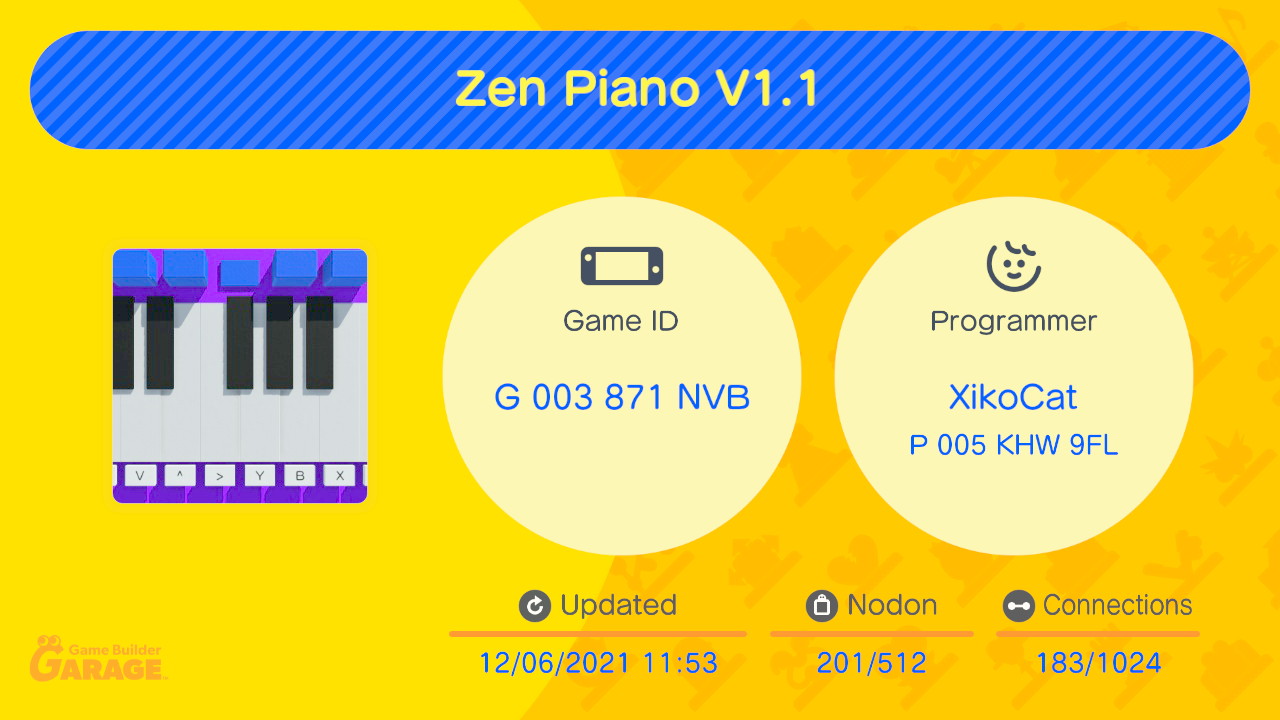 Zen Piano V1.1
V ^ > Y B X
Game ID
G 003 871 NVB
Programmer
XikoCat
P 005 KHW 9FL
Updated
12/06/2021 11:53
Nodon
201/512
Connections
183/1024
Game Builder
GARAGE